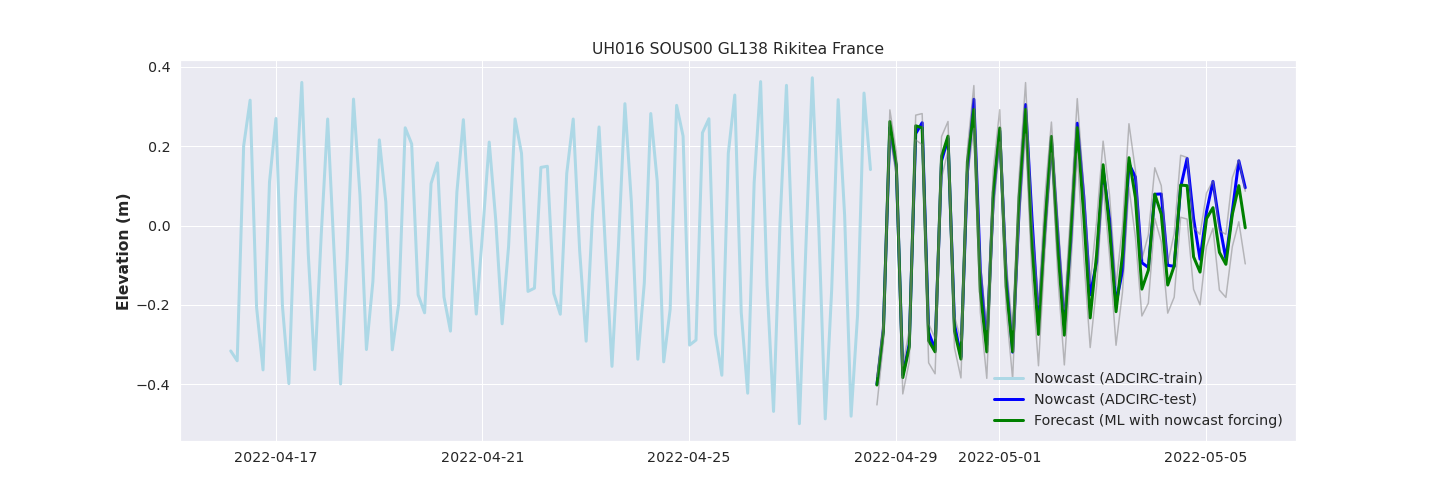 UH016 SOUS00 GL138 Rikitea France
Elevation (m)
0.4
0.2
0.0
−0.2
−0.4
Nowcast (ADCIRC-train)
Nowcast (ADCIRC-test)
Forecast (ML with nowcast forcing)
2022-04-17 2022-04-21 2022-04-25 2022-04-29 2022-05-01 2022-05-05